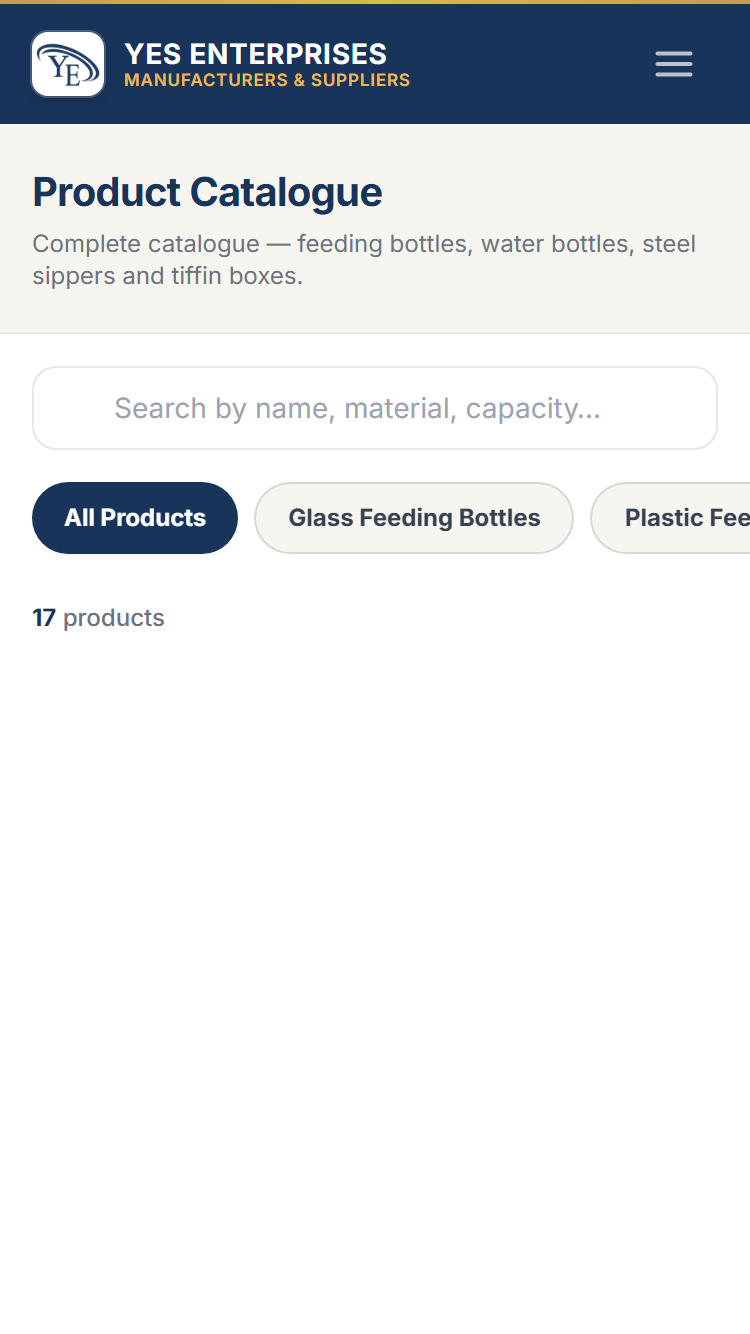 YE
YES ENTERPRISES
MANUFACTURERS & SUPPLIERS
Product Catalogue
Complete catalogue — feeding bottles, water bottles, steel
sippers and tiffin boxes.
Search by name, material, capacity...
All Products
Glass Feeding Bottles
Plastic Fee
17 products